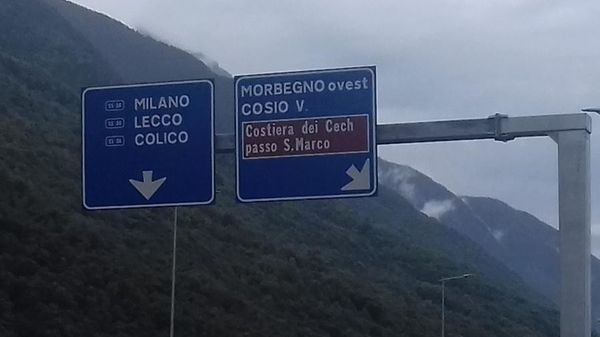 MILANO
LECCO
COLICO
MORBEGNO ovest
COSIO V.
Costiera dei Cech
passo S.Marco